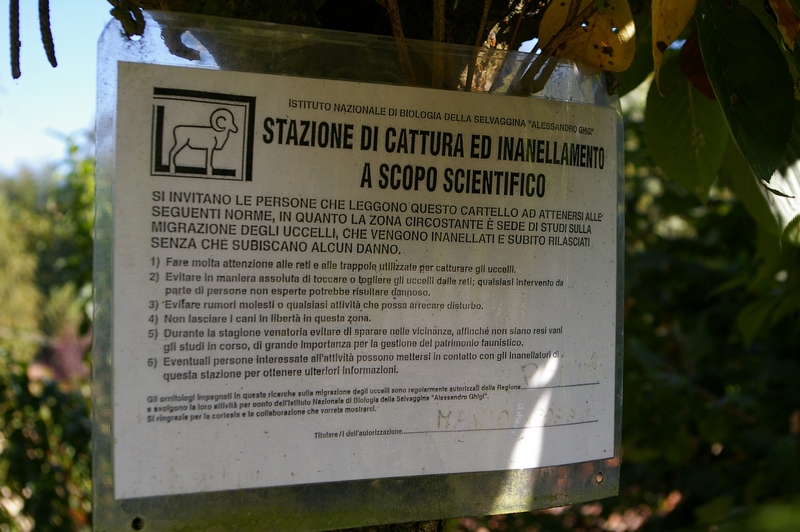 ISTITUTO NAZIONALE DI BIOLOGIA DELLA SELVAGGINA "ALESSANDRO GHIGI"
STAZIONE DI CATTURA ED INANELLAMENTO
A SCOPO SCIENTIFICO
SI INVITANO LE PERSONE CHE LEGGONO QUESTO CARTELLO AD ATTENERSI ALLE
SEGUENTI NORME, IN QUANTO LA ZONA CIRCOSTANTE È SEDE DI STUDI SULLA
MIGRAZIONE DEGLI UCCELLI, CHE VENGONO INANELLATI E SUBITO RILASCIATI
SENZA CHE SUBISCANO ALCUN DANNO.
1) Fare molta attenzione alle reti e alle trappole utilizzate per catturare gli uccelli.
2) Evitare in maniera assoluta di toccare o togliere gli uccelli dalle reti; qualsiasi intervento da
parte di persone non esperte potrebbe risultare dannoso.
3) Evitare rumori molesti o qualsiasi attività che possa arrecare disturbo.
4) Non lasciare i cani in libertà in questa zona.
5) Durante la stagione venatoria evitare di sparare nelle vicinanze, affinché non siano resi vani
gli studi in corso, di grande importanza per la gestione del patrimonio faunistico.
6) Eventuali persone interessate all'attività possono mettersi in contatto con gli inanellatori di
questa stazione per ottenere ulteriori informazioni.
Gli ornitologi impegnati in questa ricerca sulla migrazione degli uccelli sono regolarmente autorizzati dalla Regione
e svolgono la loro attività per conto dell'Istituto Nazionale di Biologia della Selvaggina "Alessandro Ghigi".
Si ringrazia per la cortesia e la collaborazione che vorrete mostrarci.
Titolare/i dell'autorizzazione